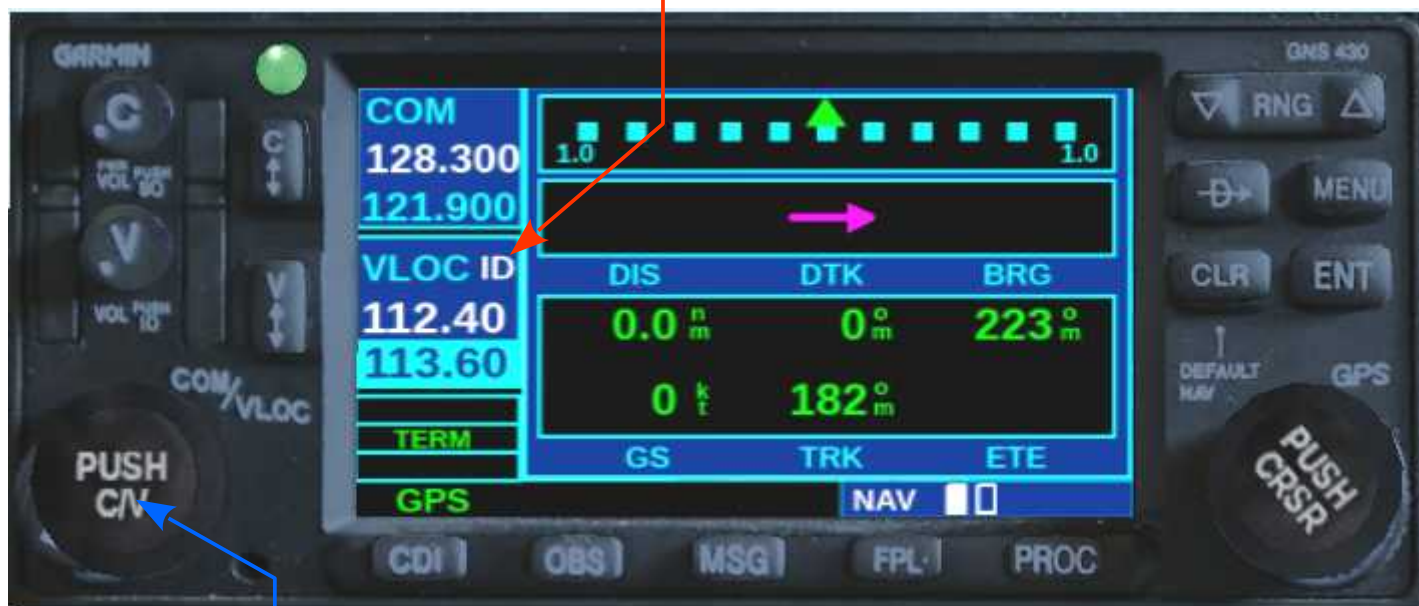 GARMIN
GNS 430
C
PWR VOL PUSH SQ
C
V
VOL PUSH ID
V
COM/VLOC
PUSH C/V
COM
128.300
121.900
VLOC ID
112.40
113.60
TERM
GPS
1.0 1.0
DIS DTK BRG
0.0 nm 0 °m 223 °m
0 kt 182 °m
GS TRK ETE
NAV
RNG
D MENU
CLR ENT
DEFAULT NAV
GPS
PUSH CRSR
CDI OBS MSG FPL PROC